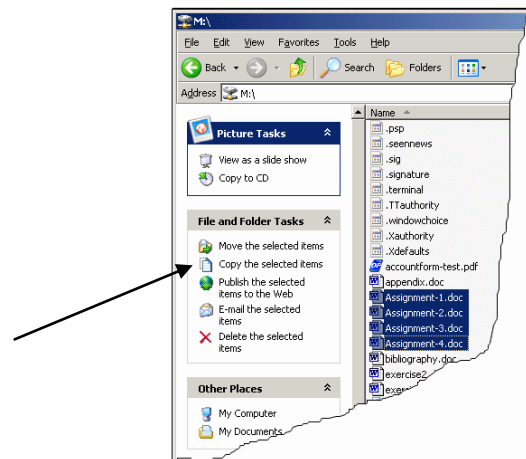 M:\
File Edit View Favorites Tools Help
Back Search Folders
Address M:\
Picture Tasks
View as a slide show
Copy to CD
File and Folder Tasks
Move the selected items
Copy the selected items
Publish the selected
items to the Web
E-mail the selected
items
Delete the selected
items
Other Places
My Computer
My Documents
Name
.psp
.seennews
.sig
.signature
.terminal
.TTauthority
.windowchoice
.Xauthority
.Xdefaults
accountform-test.pdf
appendix.doc
Assignment-1.doc
Assignment-2.doc
Assignment-3.doc
Assignment-4.doc
bibliography.doc
exercise2